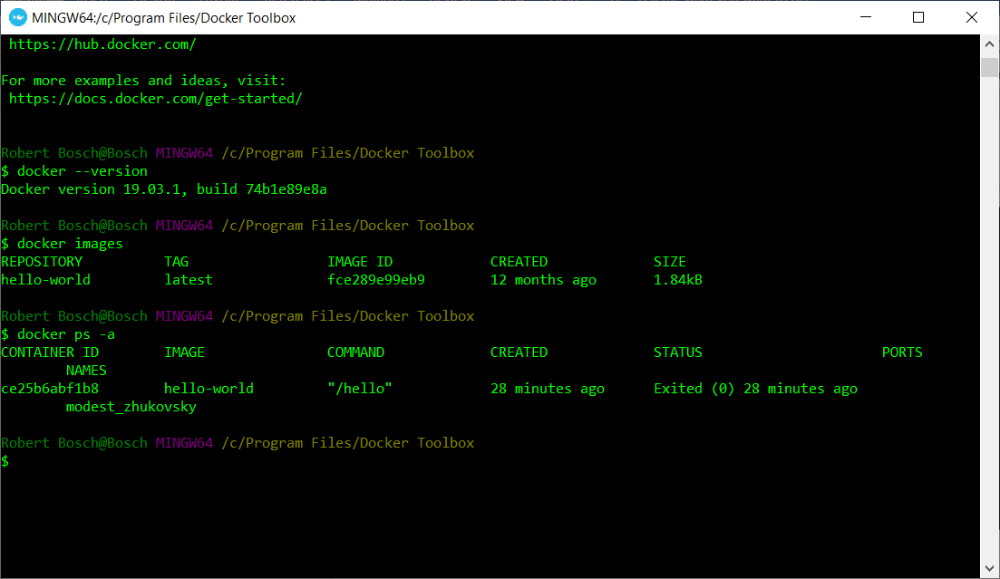 MINGW64:/c/Program Files/Docker Toolbox
https://hub.docker.com/
For more examples and ideas, visit:
https://docs.docker.com/get-started/
Robert Bosch@Bosch MINGW64 /c/Program Files/Docker Toolbox
$ docker --version
Docker version 19.03.1, build 74b1e89e8a
Robert Bosch@Bosch MINGW64 /c/Program Files/Docker Toolbox
$ docker images
REPOSITORY          TAG                 IMAGE ID            CREATED             SIZE
hello-world         latest              fce289e99eb9        12 months ago       1.84kB
Robert Bosch@Bosch MINGW64 /c/Program Files/Docker Toolbox
$ docker ps -a
CONTAINER ID        IMAGE               COMMAND             CREATED             STATUS                      PORTS
        NAMES
ce25b6abf1b8        hello-world         "/hello"            28 minutes ago      Exited (0) 28 minutes ago
        modest_zhukovsky
Robert Bosch@Bosch MINGW64 /c/Program Files/Docker Toolbox
$